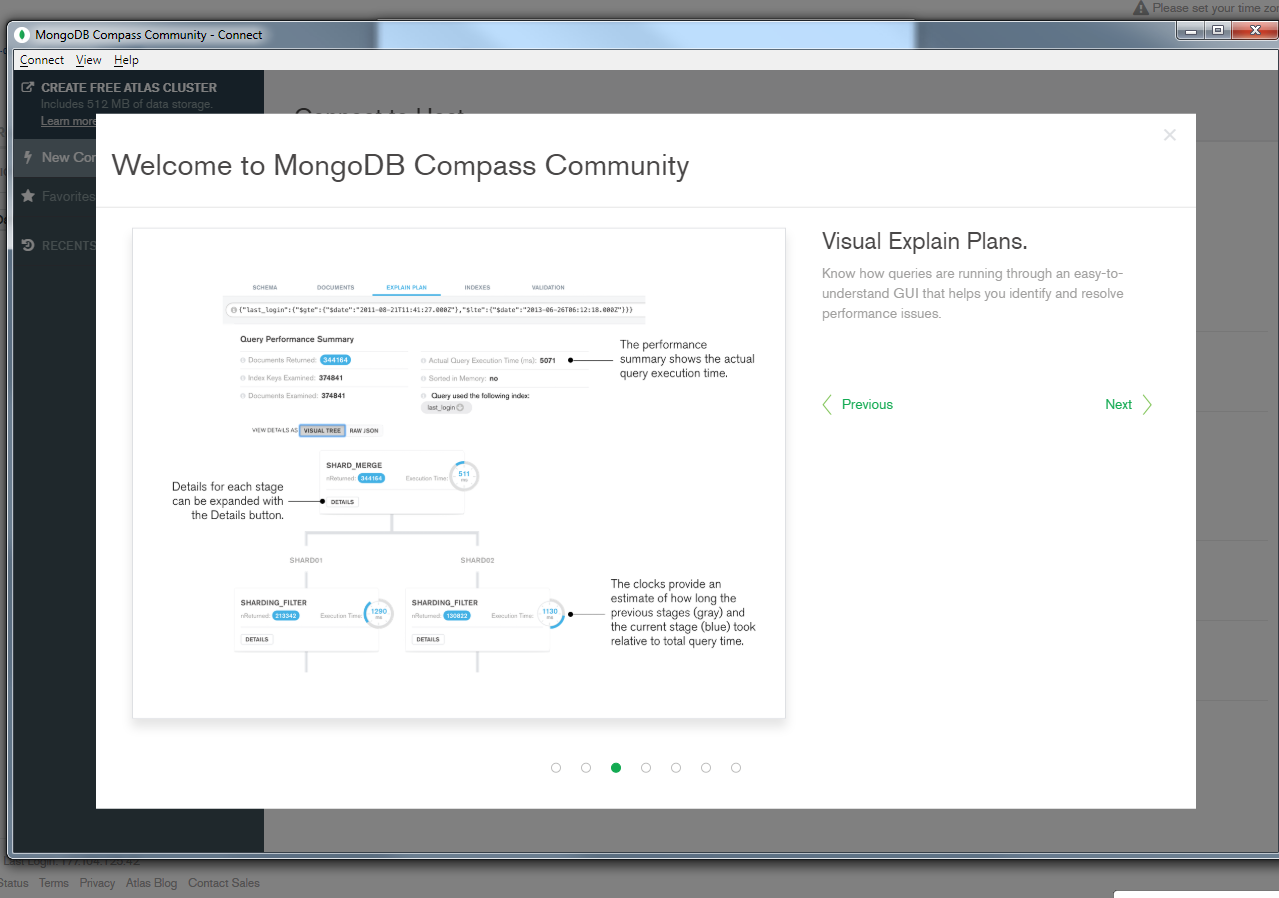 Please set your time zo
MongoDB Compass Community - Connect
Connect View Help
CREATE FREE ATLAS CLUSTER
Includes 512 MB of data storage.
Learn more
Connect to Host
New Con
Favorites
RECENTS
Welcome to MongoDB Compass Community
SCHEMA DOCUMENTS EXPLAIN PLAN INDEXES VALIDATION
{"last_login":{"$gte":{"$date":"2011-08-21T11:41:27.000Z"},"$lte":{"$date":"2013-06-26T06:12:18.000Z"}}}
Query Performance Summary
Documents Returned: 344164
Index Keys Examined: 374841
Documents Examined: 374841
Actual Query Execution Time (ms): 5071
Sorted in Memory: no
Query used the following index:
last_login
The performance
summary shows the actual
query execution time.
VIEW DETAILS AS VISUAL TREE RAW JSON
SHARD_MERGE
nReturned: 344164 Execution Time: 511 ms
DETAILS
Details for each stage
can be expanded with
the Details button.
SHARD01 SHARD02
SHARDING_FILTER
nReturned: 213342 Execution Time: 1290 ms
DETAILS
SHARDING_FILTER
nReturned: 130822 Execution Time: 1130 ms
DETAILS
The clocks provide an
estimate of how long the
previous stages (gray) and
the current stage (blue) took
relative to total query time.
Visual Explain Plans.
Know how queries are running through an easy-to-
understand GUI that helps you identify and resolve
performance issues.
Previous Next
Last Login: 177.104.125.42
Status Terms Privacy Atlas Blog Contact Sales